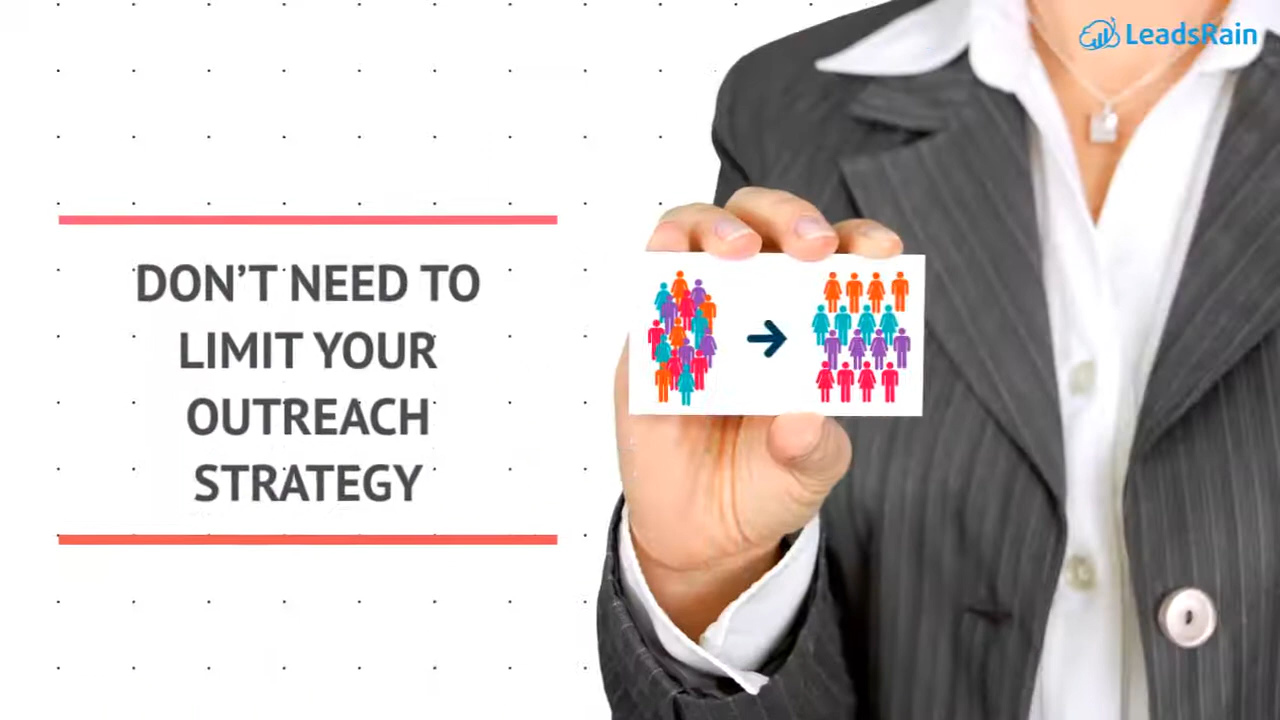 LeadsRain
DON'T NEED TO
LIMIT YOUR
OUTREACH
STRATEGY